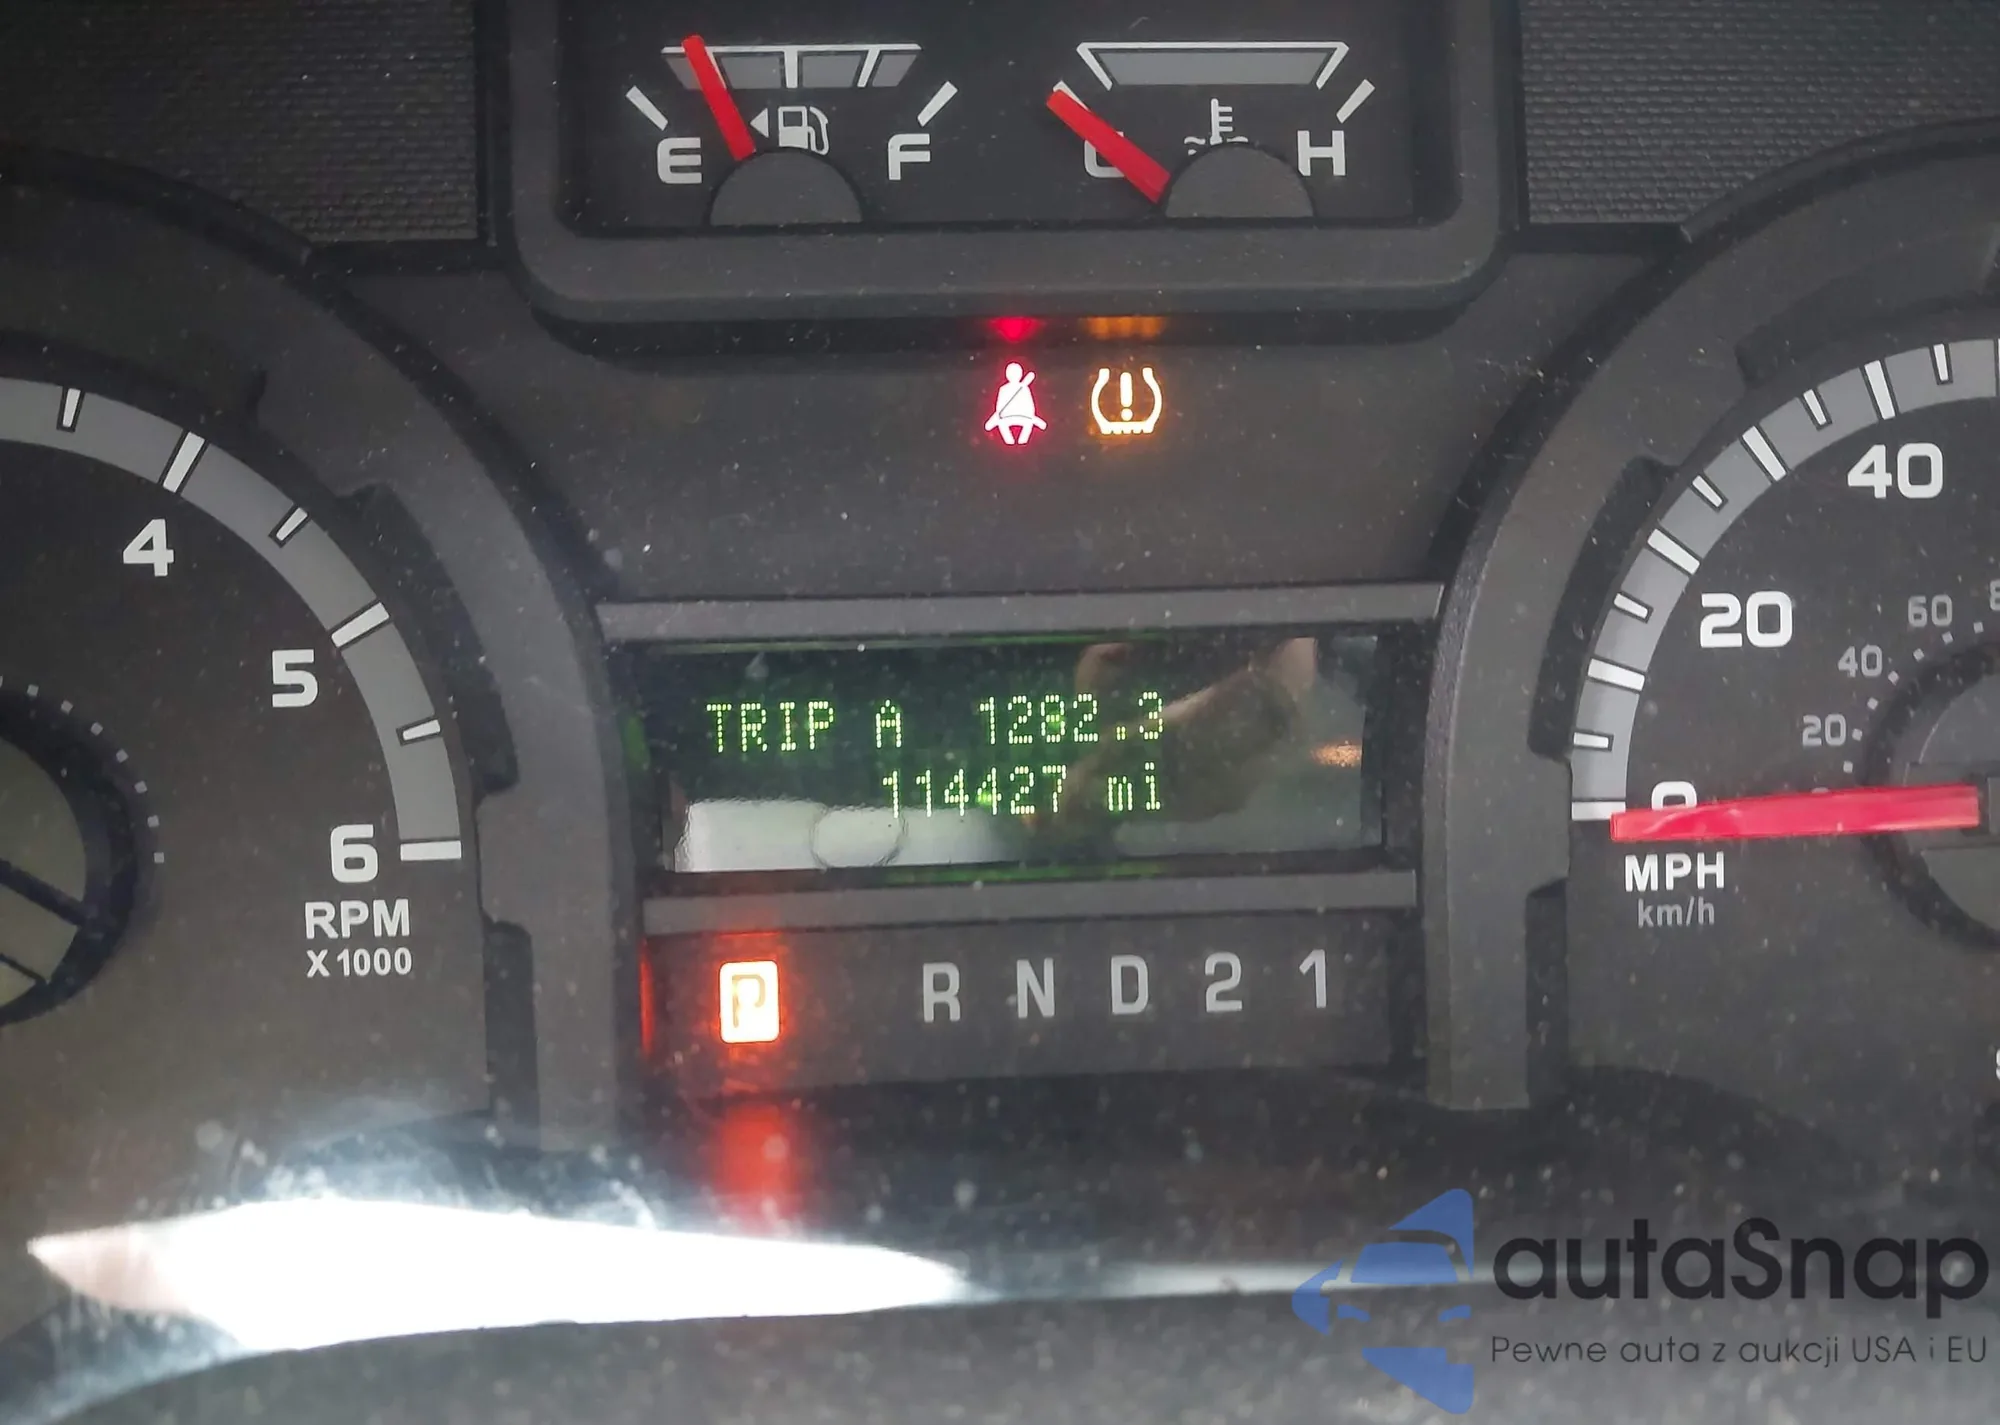 E F
C H
4
5
6
RPM
X1000
TRIP A 1282.3
114427 mi
P R N D 2 1
40
20
0
60
40
20
MPH
km/h
autaSnap
Pewne auta z aukcji USA i EU